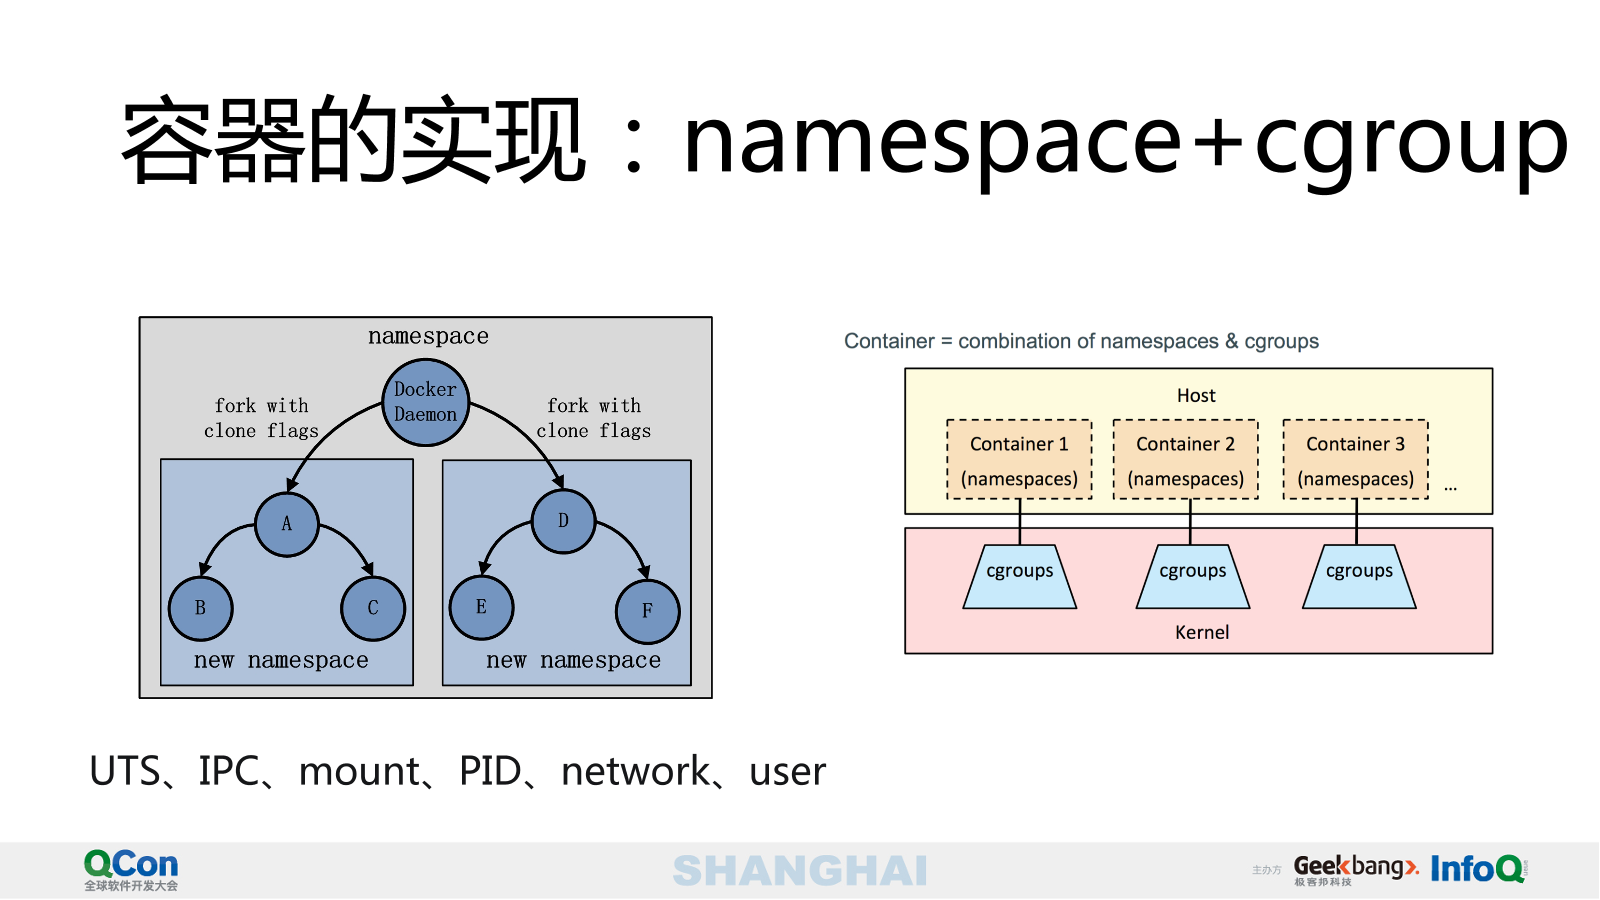 容器的实现：namespace+cgroup
namespace
Docker
Daemon
fork with
clone flags
fork with
clone flags
A
D
B
C
E
F
new namespace
new namespace
Container = combination of namespaces & cgroups
Host
Container 1
(namespaces)
Container 2
(namespaces)
Container 3
(namespaces)
...
cgroups
cgroups
cgroups
Kernel
UTS、IPC、mount、PID、network、user
QCon
全球软件开发大会
SHANGHAI
主办方
Geekbang>.
极客邦科技
InfoQ